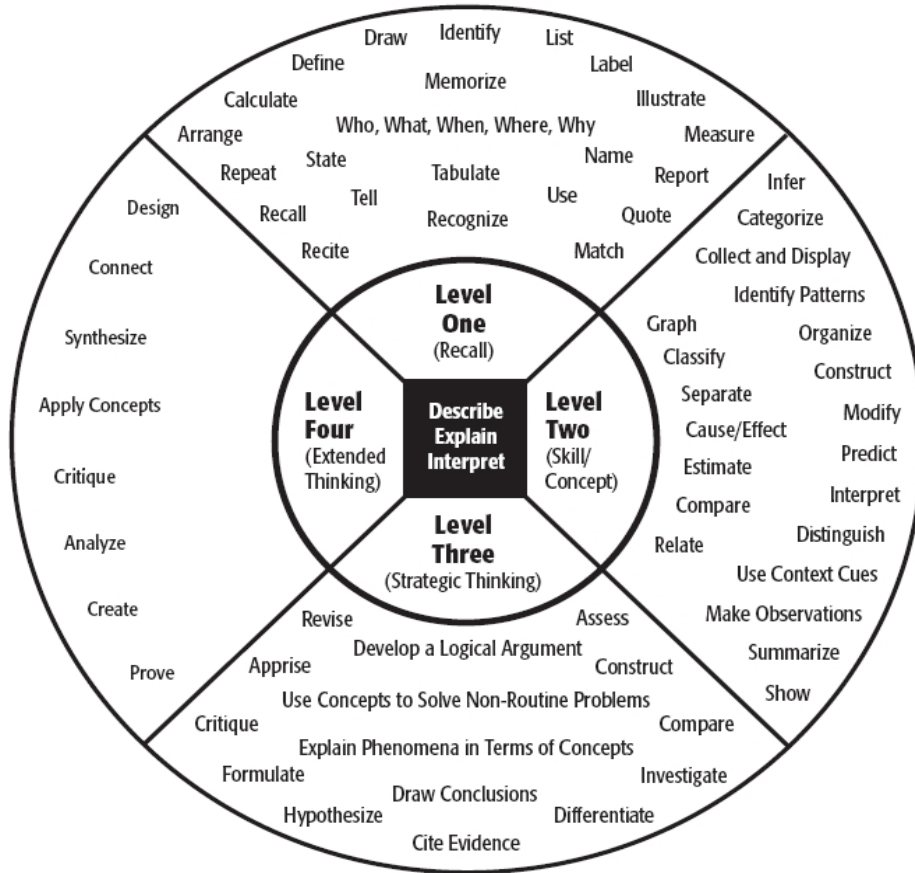 Draw
Identify
List
Define
Memorize
Label
Calculate
Illustrate
Arrange
Who, What, When, Where, Why
Measure
Repeat
State
Tabulate
Name
Report
Recall
Tell
Recognize
Use
Quote
Recite
Match
Level
One
(Recall)
Infer
Categorize
Collect and Display
Identify Patterns
Graph
Organize
Classify
Construct
Separate
Modify
Cause/Effect
Predict
Estimate
Interpret
Compare
Distinguish
Relate
Use Context Cues
Make Observations
Summarize
Show
Level
Two
(Skill/
Concept)
Describe
Explain
Interpret
Level
Three
(Strategic Thinking)
Revise
Assess
Develop a Logical Argument
Apprise
Construct
Use Concepts to Solve Non-Routine Problems
Critique
Compare
Explain Phenomena in Terms of Concepts
Formulate
Investigate
Draw Conclusions
Hypothesize
Differentiate
Cite Evidence
Level
Four
(Extended
Thinking)
Design
Connect
Synthesize
Apply Concepts
Critique
Analyze
Create
Prove